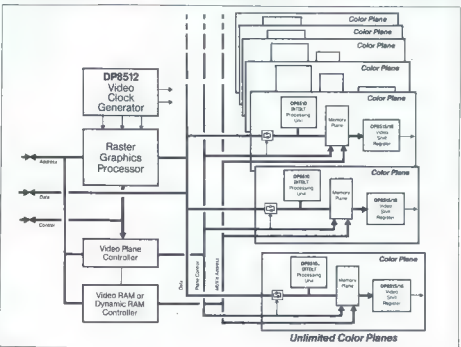 DP8512
Video
Clock
Generator
Raster
Graphics
Processor
Address
Data
Control
Video Plane
Controller
Video RAM or
Dynamic RAM
Controller
Data
Plane Control
Address
Color Plane
Color Plane
Color Plane
Color Plane
Color Plane
DP8510
BITBLT
Processing
Unit
Memory
Plane
DP8515/16
Video
Shift
Register
Color Plane
DP8510
BITBLT
Processing
Unit
Memory
Plane
DP8515/16
Video
Shift
Register
Color Plane
DP8510
BITBLT
Processing
Unit
Memory
Plane
DP8515/16
Video
Shift
Register
Unlimited Color Planes